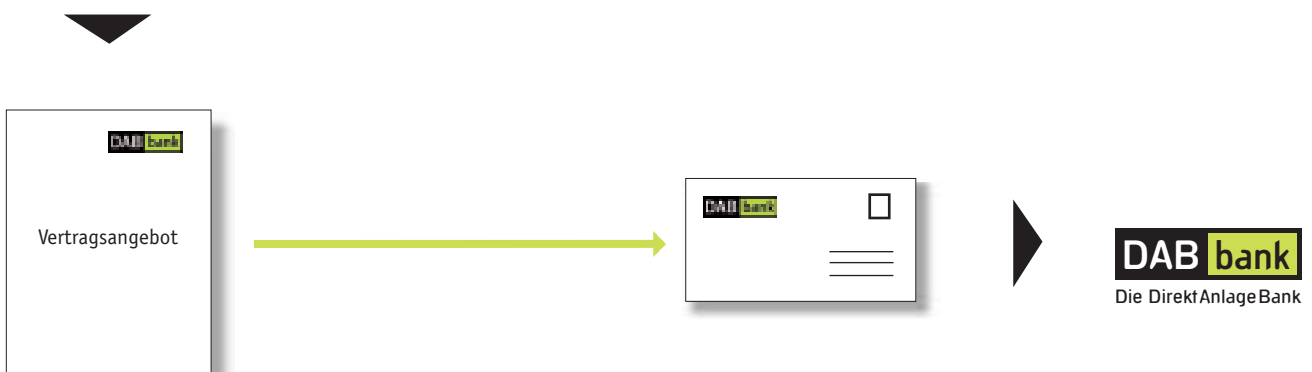 DAB bank
Vertragsangebot
DAB bank
DAB bank
Die DirektAnlageBank